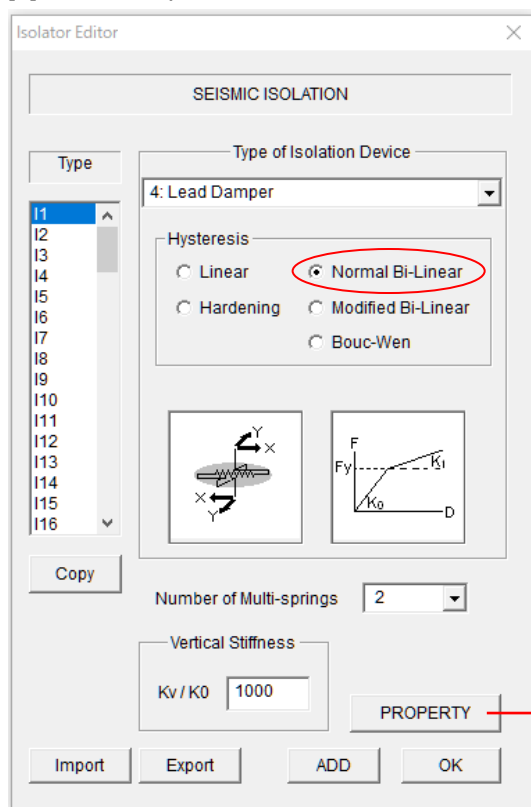 Isolator Editor
SEISMIC ISOLATION
Type
I1
I2
I3
I4
I5
I6
I7
I8
I9
I10
I11
I12
I13
I14
I15
I16
Copy
Type of Isolation Device
4: Lead Damper
Hysteresis
Linear
Normal Bi-Linear
Hardening
Modified Bi-Linear
Bouc-Wen
Y
X
X
Y
F
Fy
K1
K0
D
Number of Multi-springs 2
Vertical Stiffness
Kv / K0 1000
PROPERTY
Import Export ADD OK